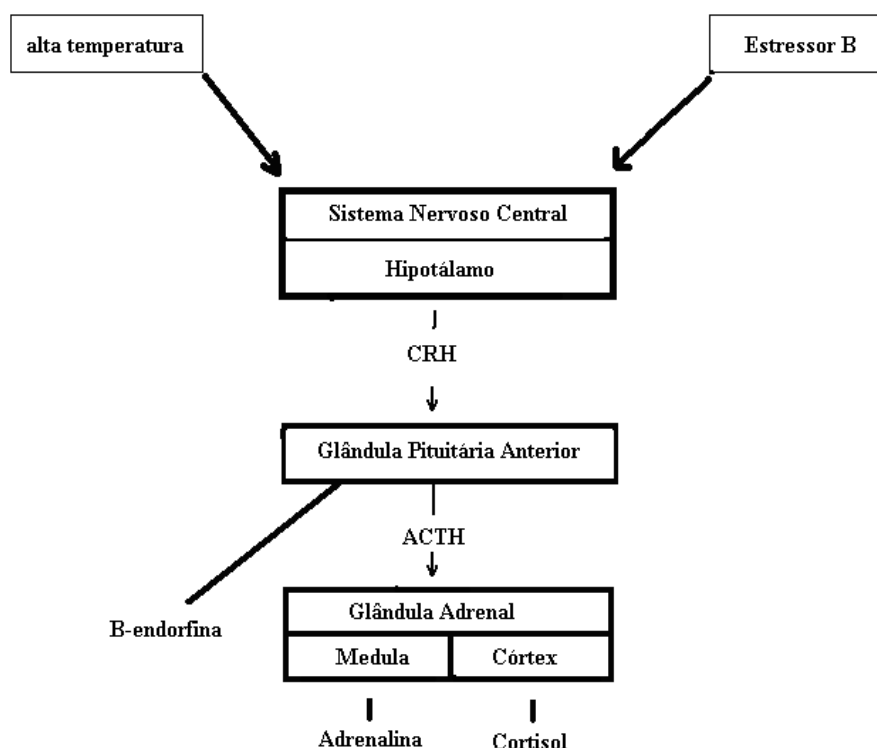 alta temperatura
Estressor B
Sistema Nervoso Central
Hipotálamo
CRH
Glândula Pituitária Anterior
ACTH
B-endorfina
Glândula Adrenal
Medula
Córtex
Adrenalina
Cortisol